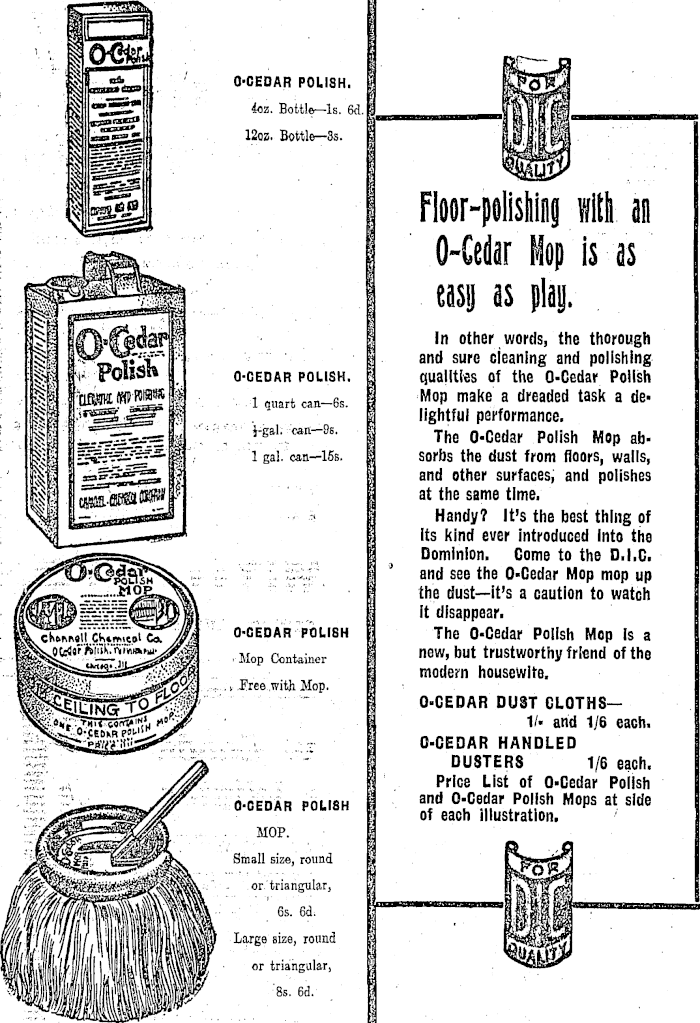 O-Cedar
Polish
O-CEDAR POLISH.
4oz. Bottle—1s. 6d.
12oz. Bottle—3s.
O-Cedar
Polish
O-CEDAR POLISH.
1 quart can—6s.
½-gal. can—9s.
1 gal. can—15s.
O-Cedar
POLISH
MOP
Channell Chemical Co.
CEILING TO FLOOR
THIS CONTAINS
ONE O-CEDAR POLISH MOP
PRICE
O-CEDAR POLISH
Mop Container
Free with Mop.
O-CEDAR POLISH
MOP.
Small size, round
or triangular,
6s. 6d.
Large size, round
or triangular,
8s. 6d.
FOR
DIC
QUALITY
Floor-polishing with an
O-Cedar Mop is as
easy as play.
In other words, the thorough
and sure cleaning and polishing
qualities of the O-Cedar Polish
Mop make a dreaded task a de-
lightful performance.
The O-Cedar Polish Mop ab-
sorbs the dust from floors, walls,
and other surfaces, and polishes
at the same time.
Handy? It's the best thing of
its kind ever introduced into the
Dominion. Come to the D.I.C.
and see the O-Cedar Mop mop up
the dust—it's a caution to watch
it disappear.
The O-Cedar Polish Mop is a
new, but trustworthy friend of the
modern housewife.
O-CEDAR DUST CLOTHS—
1/- and 1/6 each.
O-CEDAR HANDLED
DUSTERS 1/6 each.
Price List of O-Cedar Polish
and O-Cedar Polish Mops at side
of each illustration.
FOR
DIC
QUALITY